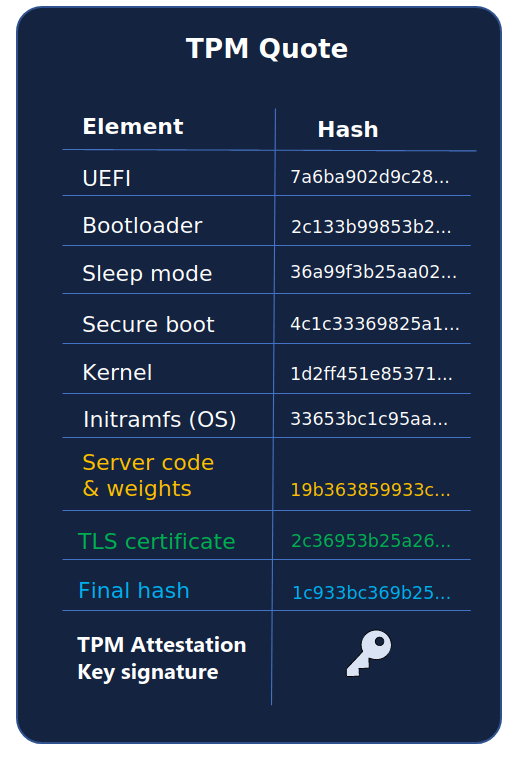 TPM Quote
Element Hash
UEFI 7a6ba902d9c28...
Bootloader 2c133b99853b2...
Sleep mode 36a99f3b25aa02...
Secure boot 4c1c33369825a1...
Kernel 1d2ff451e85371...
Initramfs (OS) 33653bc1c95aa...
Server code
& weights 19b363859933c...
TLS certificate 2c36953b25a26...
Final hash 1c933bc369b25...
TPM Attestation
Key signature